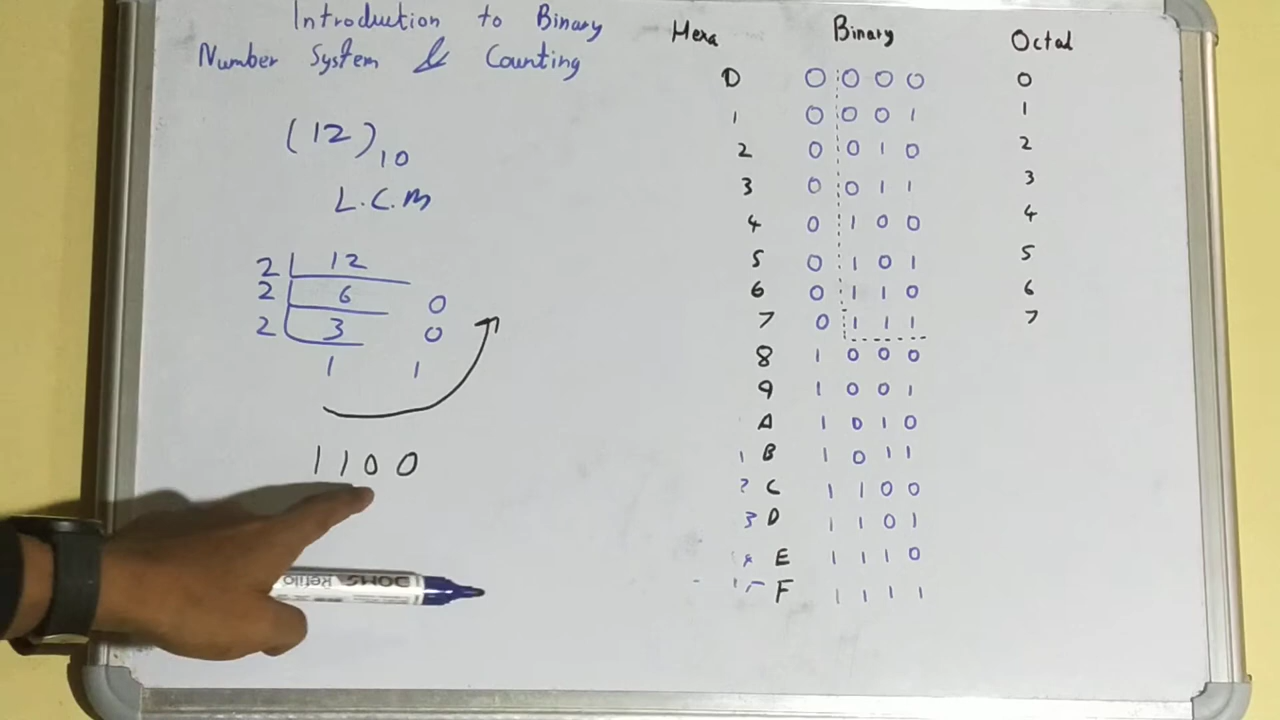 Introduction to Binary
Number System & Counting
(12)10
L.C.M
2 12
2 6 0
2 3 0
1 1
1100
DOMS Refilo
Hexa Binary Octal
0 0 0 0 0 0
1 0 0 0 1 1
2 0 0 1 0 2
3 0 0 1 1 3
4 0 1 0 0 4
5 0 1 0 1 5
6 0 1 1 0 6
7 0 1 1 1 7
8 1 0 0 0
9 1 0 0 1
A 1 0 1 0
1 B 1 0 1 1
2 C 1 1 0 0
3 D 1 1 0 1
E 1 1 1 0
F 1 1 1 1